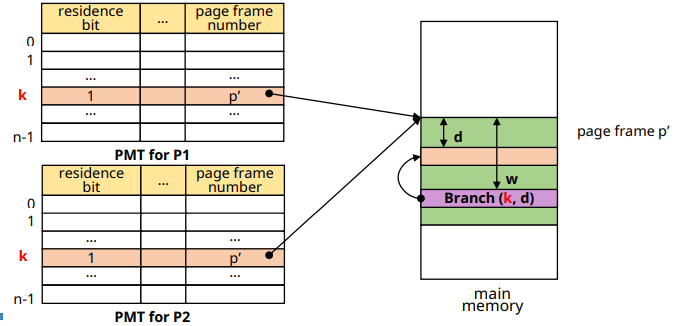 residence bit
...
page frame number
0
1
... ...
k 1 p’
... ...
n-1
PMT for P1
residence bit
...
page frame number
0
1
... ...
k 1 p’
... ...
n-1
PMT for P2
d
w
Branch (k, d)
page frame p’
main
memory